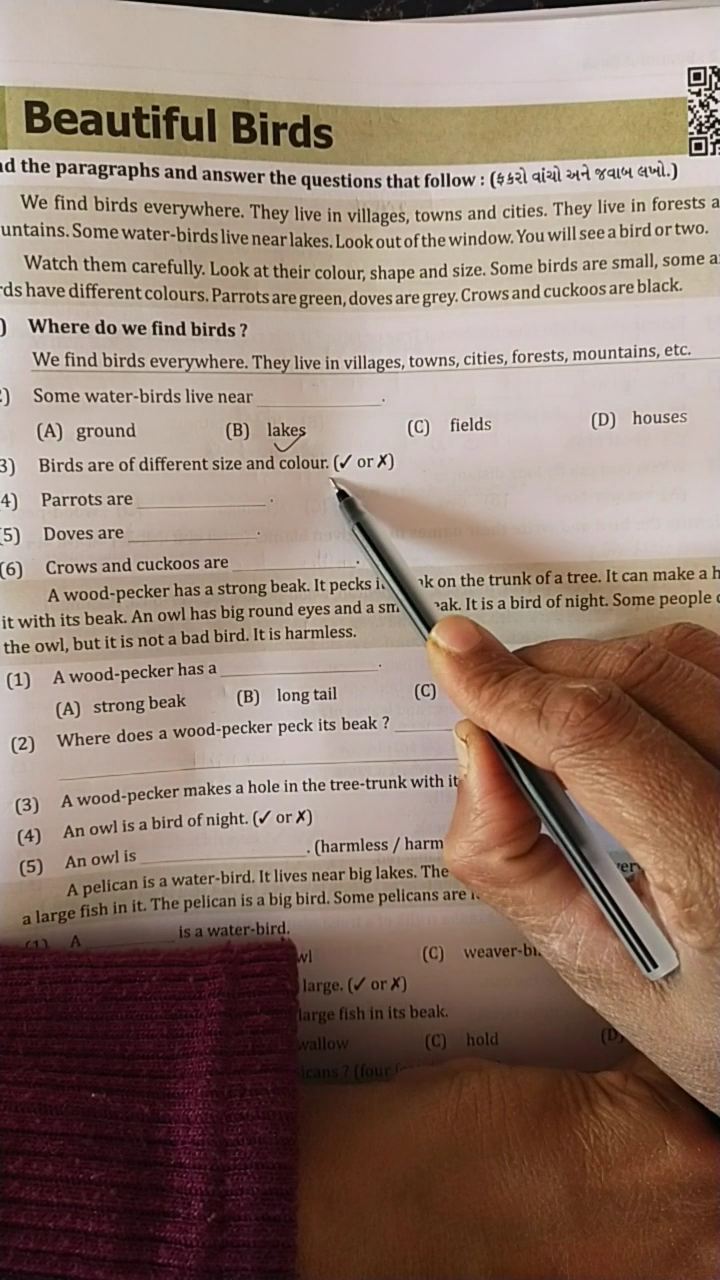 Beautiful Birds
the paragraphs and answer the questions that follow : (ફકરો વાંચો અને જવાબ લખો.)
We find birds everywhere. They live in villages, towns and cities. They live in forests
Some water-birds live near lakes. Look out of the window. You will see a bird or two.
Watch them carefully. Look at their colour, shape and size. Some birds are small, some
have different colours. Parrots are green, doves are grey. Crows and cuckoos are black.
) Where do we find birds ?
We find birds everywhere. They live in villages, towns, cities, forests, mountains, etc.
) Some water-birds live near ____________.
(A) ground (B) lakes (C) fields (D) houses
3) Birds are of different size and colour. (✓ or ✗)
4) Parrots are ____________.
(5) Doves are ____________.
(6) Crows and cuckoos are ____________.
A wood-pecker has a strong beak. It pecks on the trunk of a tree. It can make a
it with its beak. An owl has big round eyes and a It is a bird of night. Some people
the owl, but it is not a bad bird. It is harmless.
(1) A wood-pecker has a ____________.
(A) strong beak (B) long tail (C)
(2) Where does a wood-pecker peck its beak ? ______
(3) A wood-pecker makes a hole in the tree-trunk with
(4) An owl is a bird of night. (✓ or ✗)
(5) An owl is ____________. (harmless /
A pelican is a water-bird. It lives near big lakes. The
a large fish in it. The pelican is a big bird. Some pelicans are
(1) A ________ is a water-bird.
(C)
large. (✓ or ✗)
large fish in its beak.
(C) hold (D)